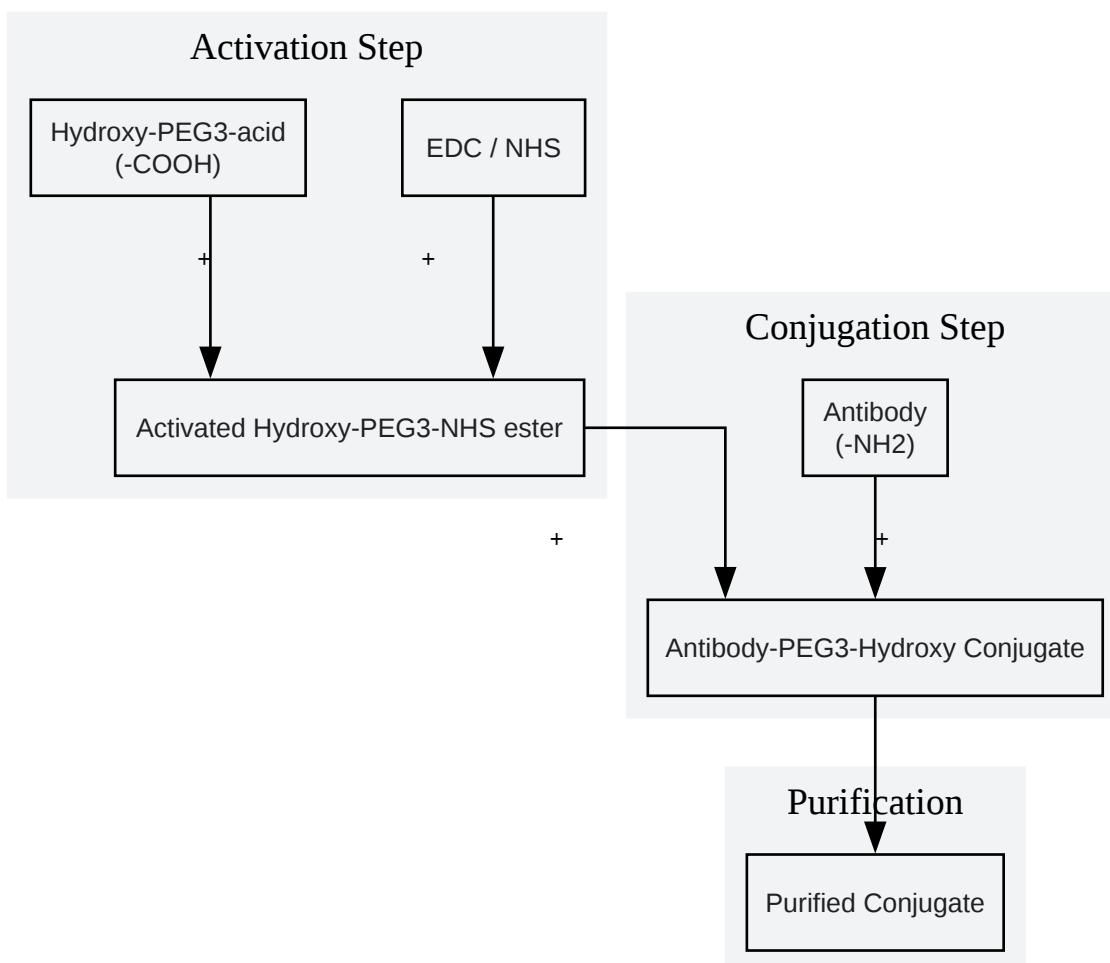 Activation Step
Hydroxy-PEG3-acid
(-COOH)
EDC / NHS
+
+
Activated Hydroxy-PEG3-NHS ester
Conjugation Step
Antibody
(-NH2)
+
+
Antibody-PEG3-Hydroxy Conjugate
Purification
Purified Conjugate